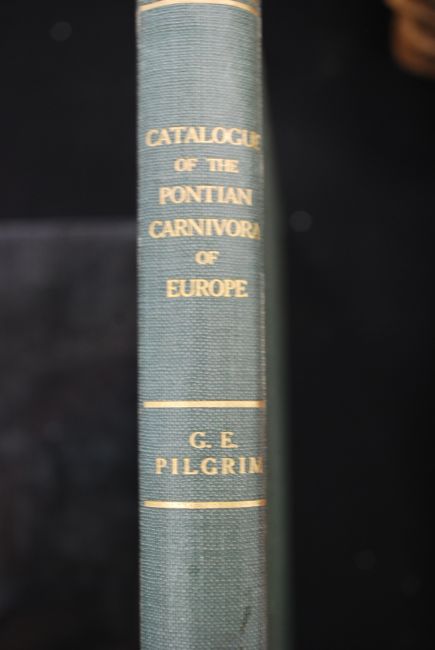 CATALOGUE
OF THE
PONTIAN
CARNIVORA
OF
EUROPE
G. E.
PILGRIM